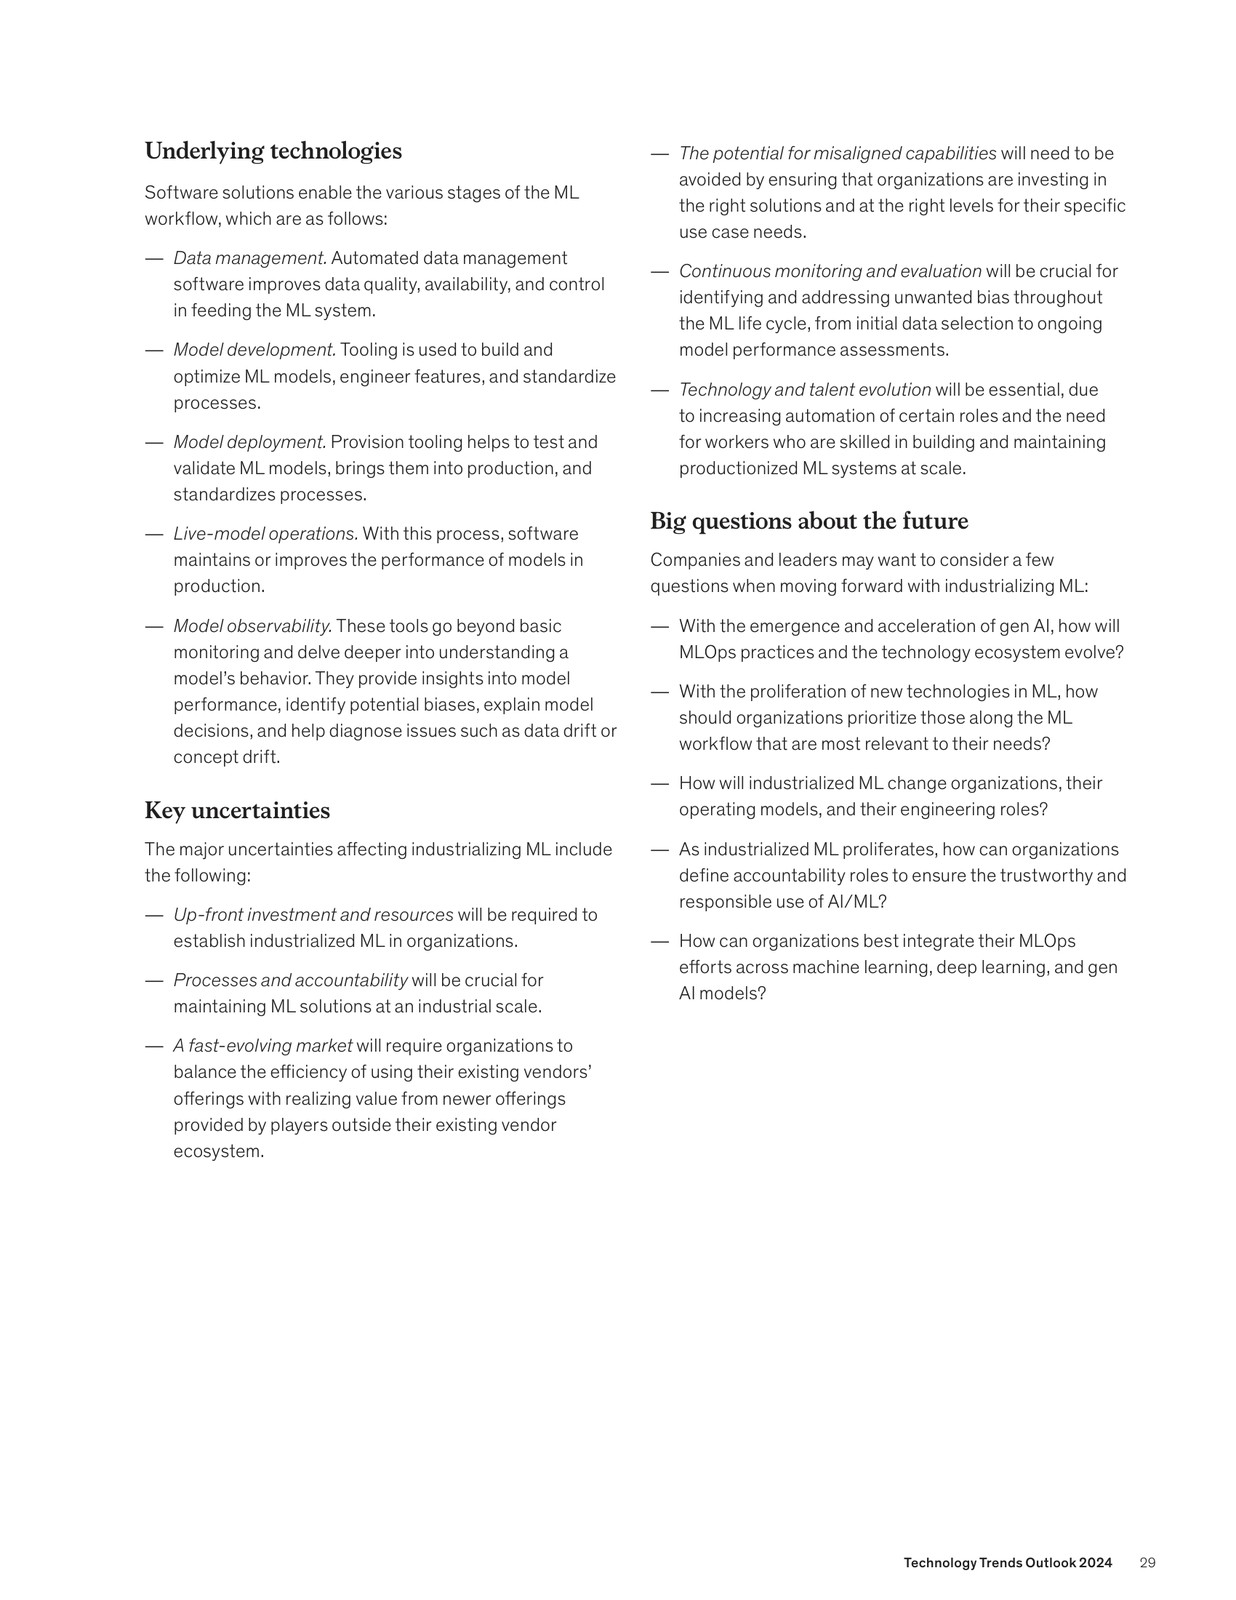 Underlying technologies
Software solutions enable the various stages of the ML
workflow, which are as follows:
— Data management. Automated data management
software improves data quality, availability, and control
in feeding the ML system.
— Model development. Tooling is used to build and
optimize ML models, engineer features, and standardize
processes.
— Model deployment. Provision tooling helps to test and
validate ML models, brings them into production, and
standardizes processes.
— Live-model operations. With this process, software
maintains or improves the performance of models in
production.
— Model observability. These tools go beyond basic
monitoring and delve deeper into understanding a
model’s behavior. They provide insights into model
performance, identify potential biases, explain model
decisions, and help diagnose issues such as data drift or
concept drift.
Key uncertainties
The major uncertainties affecting industrializing ML include
the following:
— Up-front investment and resources will be required to
establish industrialized ML in organizations.
— Processes and accountability will be crucial for
maintaining ML solutions at an industrial scale.
— A fast-evolving market will require organizations to
balance the efficiency of using their existing vendors’
offerings with realizing value from newer offerings
provided by players outside their existing vendor
ecosystem.
— The potential for misaligned capabilities will need to be
avoided by ensuring that organizations are investing in
the right solutions and at the right levels for their specific
use case needs.
— Continuous monitoring and evaluation will be crucial for
identifying and addressing unwanted bias throughout
the ML life cycle, from initial data selection to ongoing
model performance assessments.
— Technology and talent evolution will be essential, due
to increasing automation of certain roles and the need
for workers who are skilled in building and maintaining
productionized ML systems at scale.
Big questions about the future
Companies and leaders may want to consider a few
questions when moving forward with industrializing ML:
— With the emergence and acceleration of gen AI, how will
MLOps practices and the technology ecosystem evolve?
— With the proliferation of new technologies in ML, how
should organizations prioritize those along the ML
workflow that are most relevant to their needs?
— How will industrialized ML change organizations, their
operating models, and their engineering roles?
— As industrialized ML proliferates, how can organizations
define accountability roles to ensure the trustworthy and
responsible use of AI/ML?
— How can organizations best integrate their MLOps
efforts across machine learning, deep learning, and gen
AI models?
Technology Trends Outlook 2024 29